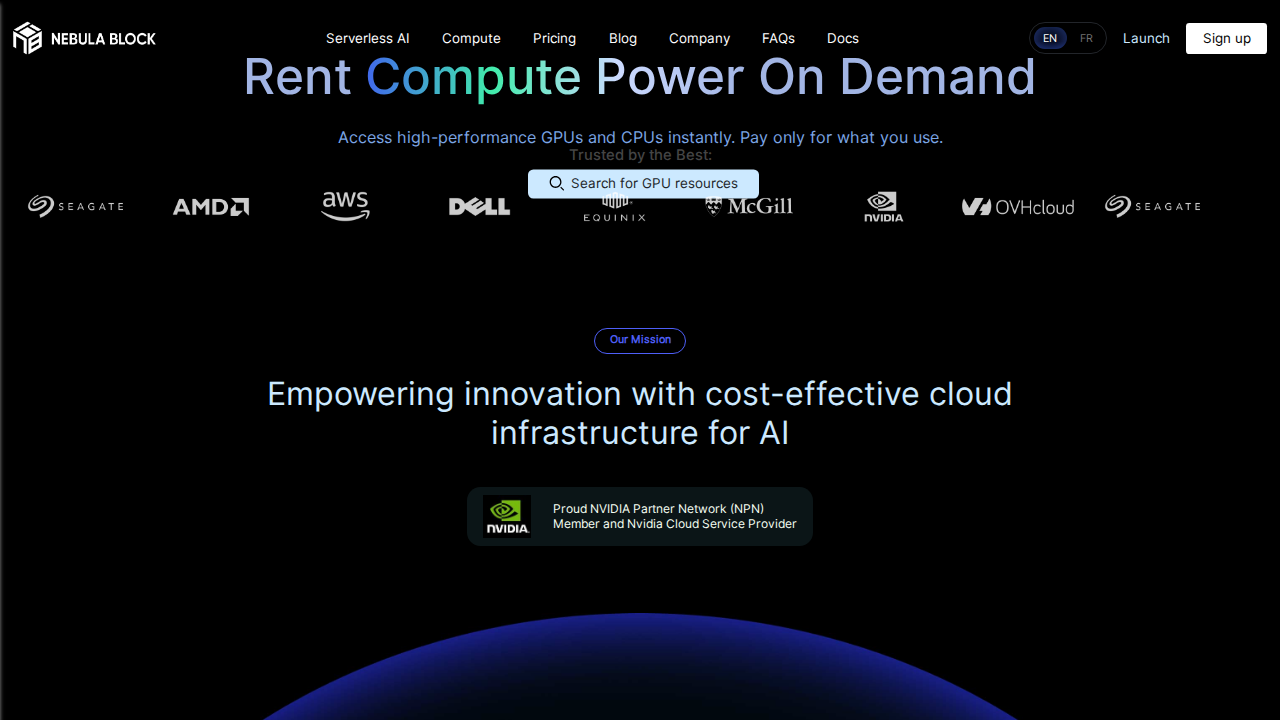 NEBULA BLOCK
Serverless AI
Compute
Pricing
Blog
Company
FAQs
Docs
EN
FR
Launch
Sign up
Rent Compute Power On Demand
Access high-performance GPUs and CPUs instantly. Pay only for what you use.
Trusted by the Best:
Search for GPU resources
SEAGATE
AMD
aws
DELL
EQUINIX
McGill
NVIDIA
OVHcloud
SEAGATE
Our Mission
Empowering innovation with cost-effective cloud
infrastructure for AI
NVIDIA.
Proud NVIDIA Partner Network (NPN)
Member and Nvidia Cloud Service Provider